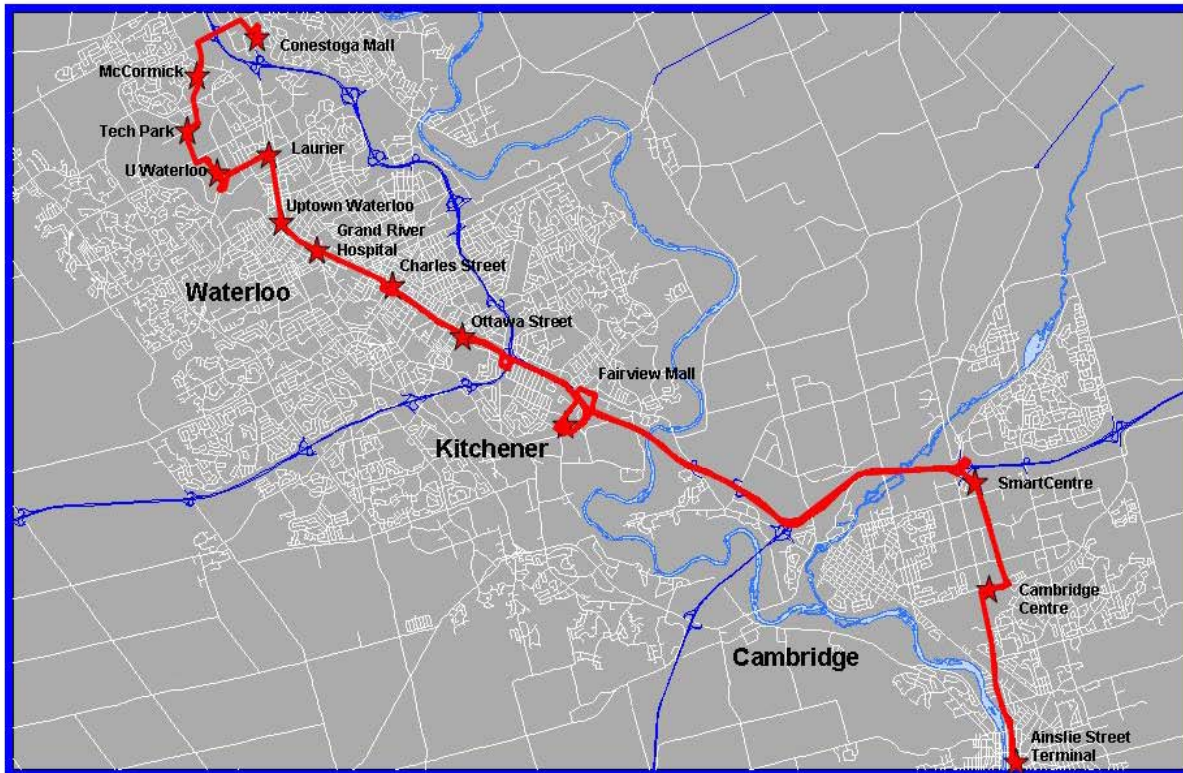 Conestoga Mall
McCormick
Tech Park
Laurier
U Waterloo
Uptown Waterloo
Grand River
Hospital
Charles Street
Waterloo
Ottawa Street
Fairview Mall
Kitchener
SmartCentre
Cambridge
Centre
Cambridge
Ainslie Street
Terminal